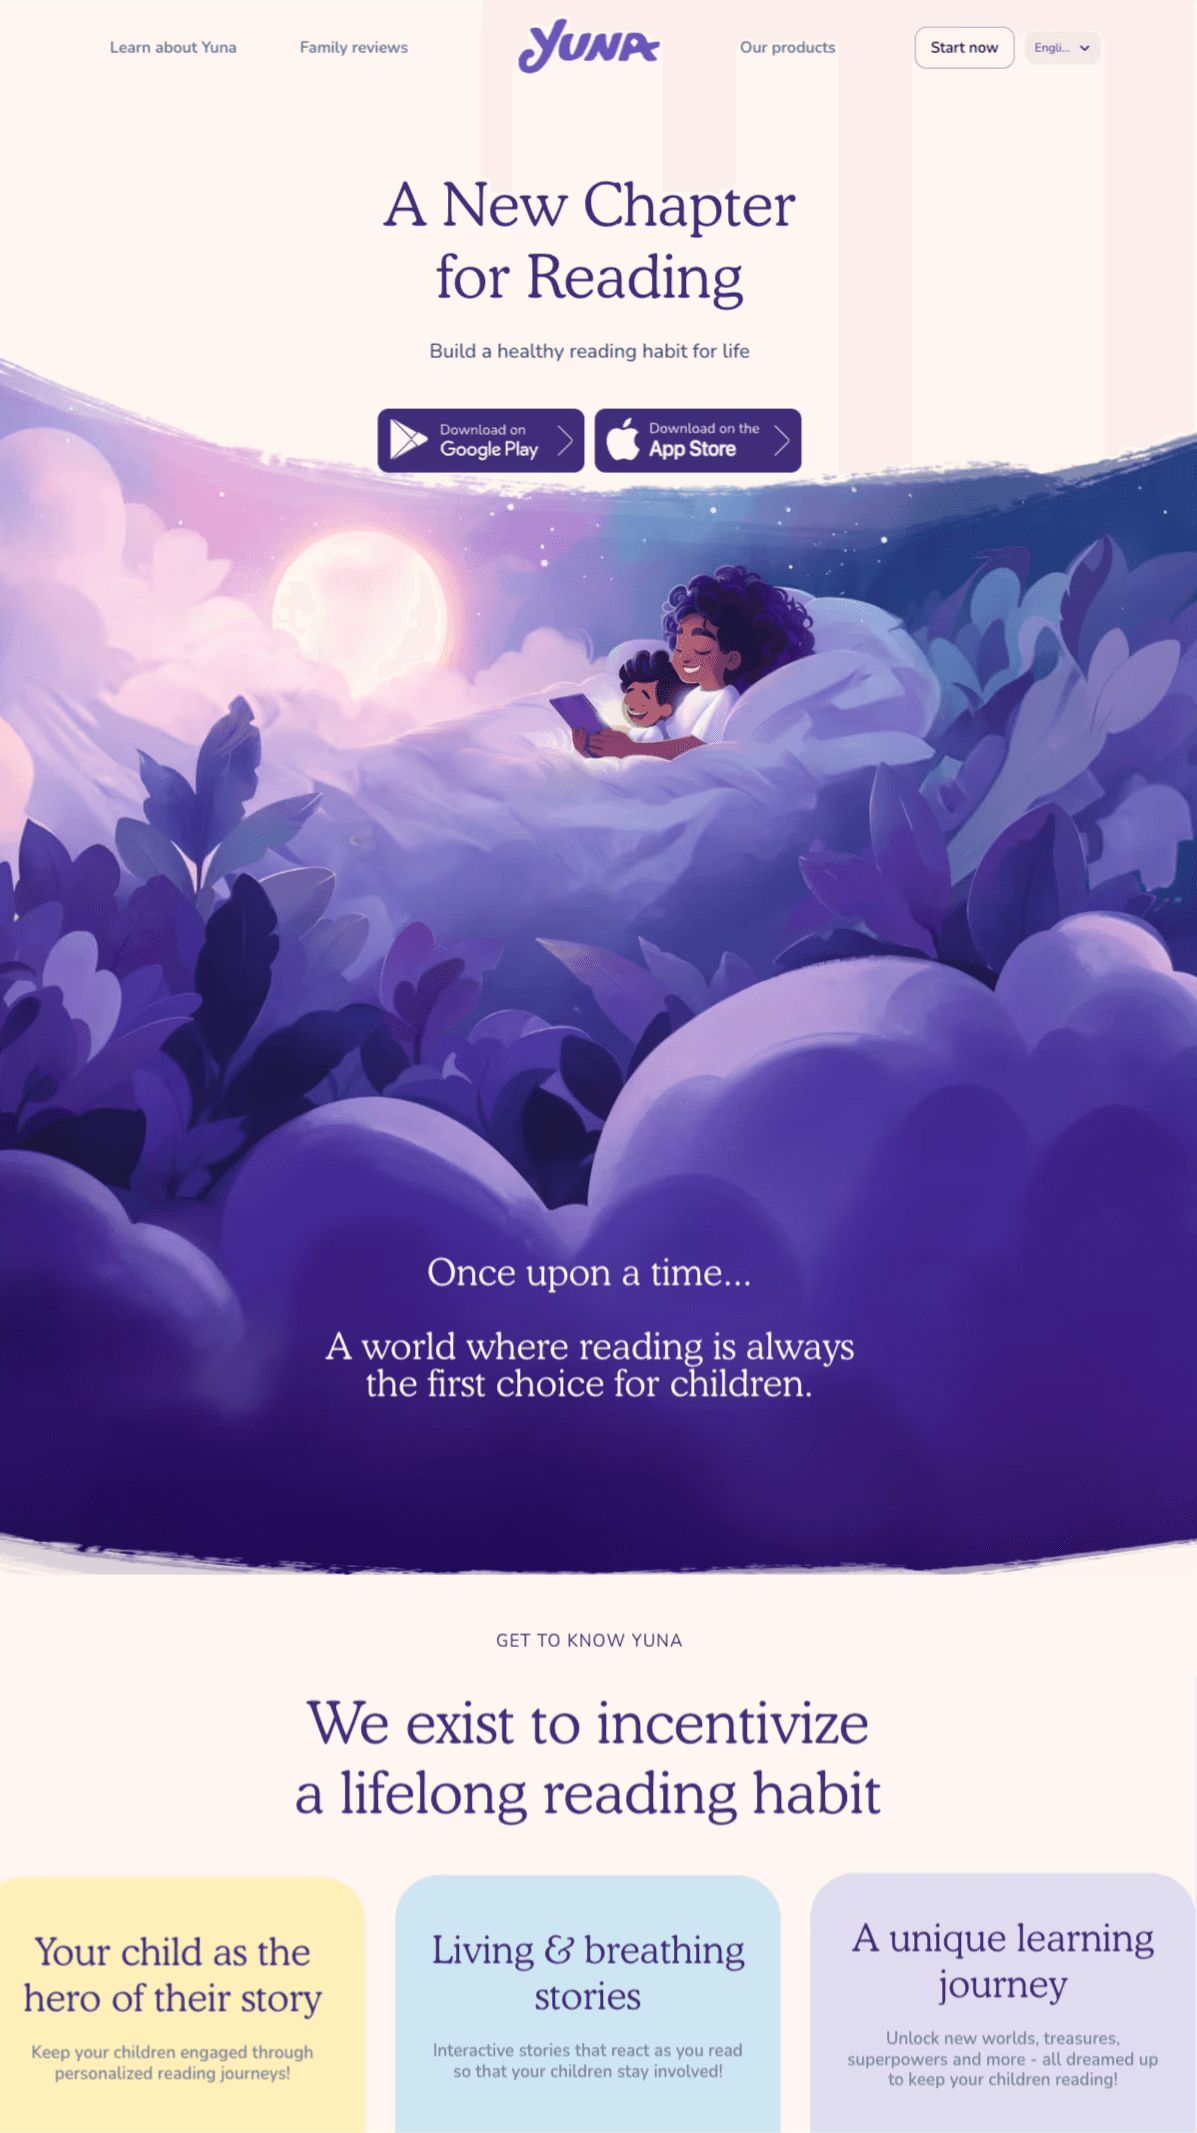 Learn about Yuna
Family reviews
YUNA
Our products
Start now
Engli...
A New Chapter
for Reading
Build a healthy reading habit for life
Download on
Google Play
Download on the
App Store
Once upon a time...
A world where reading is always
the first choice for children.
GET TO KNOW YUNA
We exist to incentivize
a lifelong reading habit
Your child as the
hero of their story
Keep your children engaged through
personalized reading journeys!
Living & breathing
stories
Interactive stories that react as you read
so that your children stay involved!
A unique learning
journey
Unlock new worlds, treasures,
superpowers and more - all dreamed up
to keep your children reading!